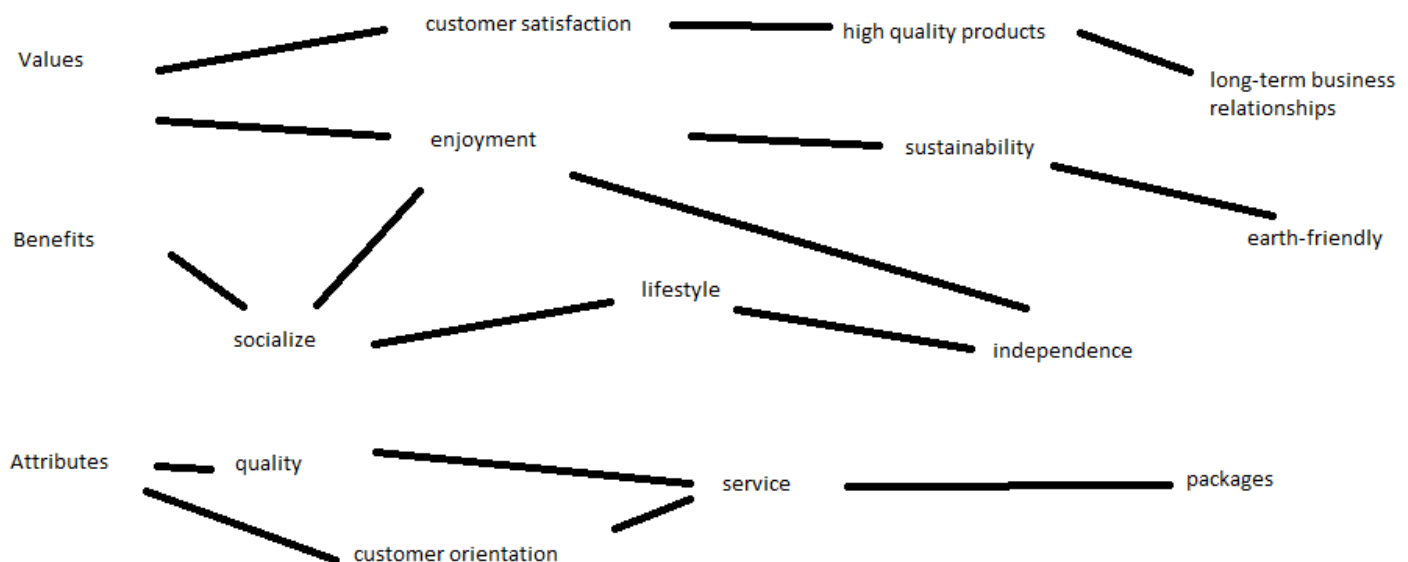 Values
customer satisfaction
high quality products
long-term business
relationships
enjoyment
sustainability
earth-friendly
Benefits
socialize
lifestyle
independence
Attributes
quality
service
packages
customer orientation